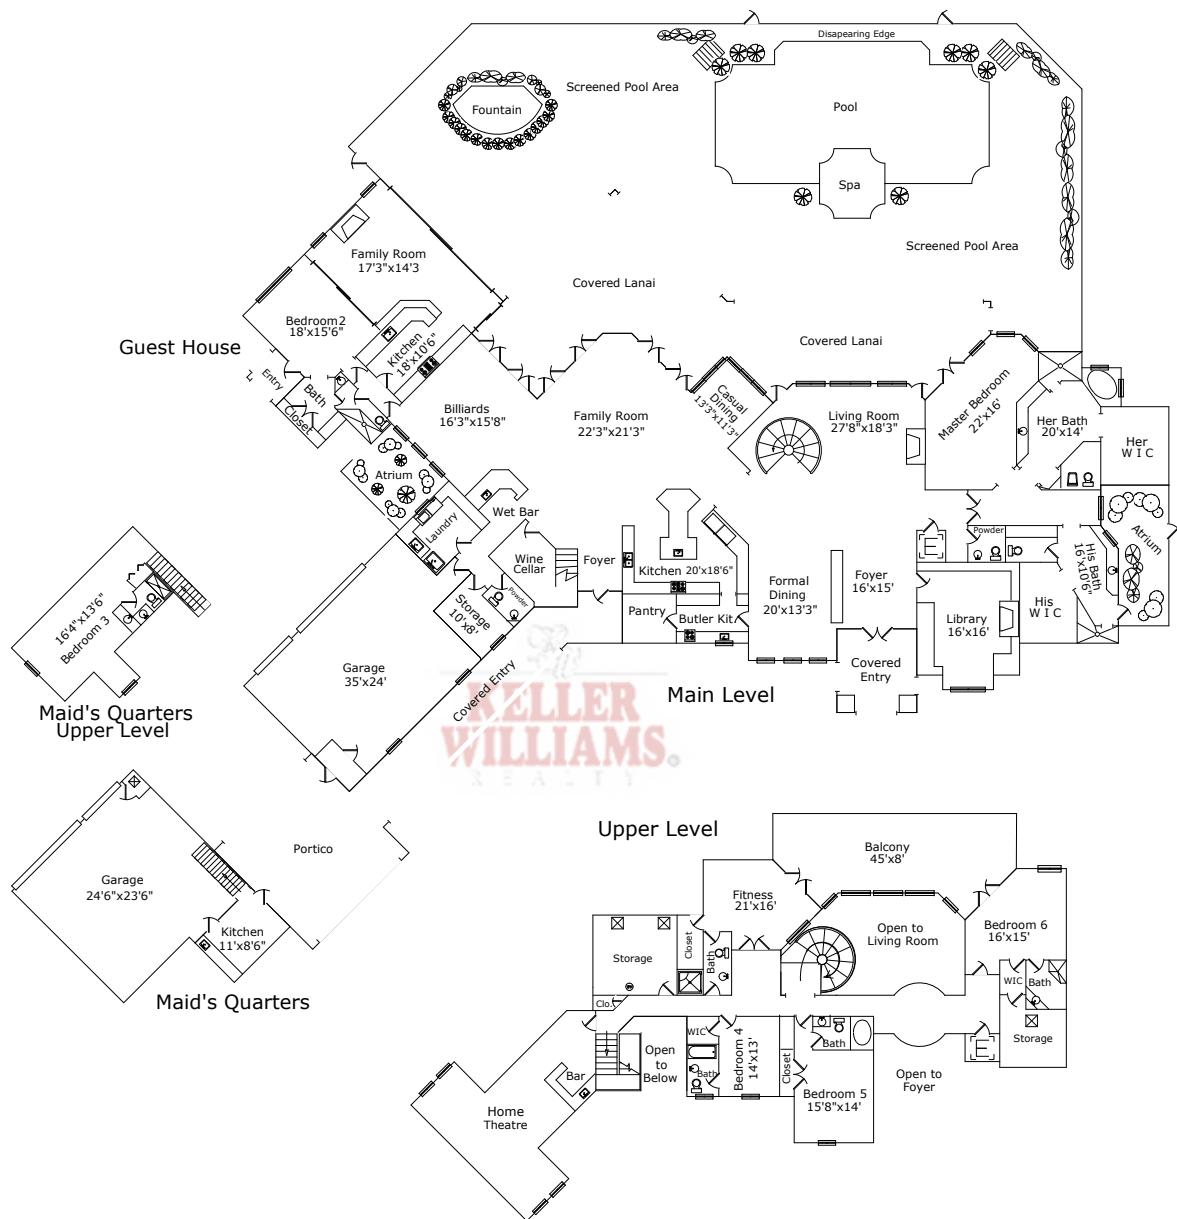 Disapearing Edge
Screened Pool Area
Fountain
Pool
Spa
Screened Pool Area
Family Room
17'3"x14'3
Covered Lanai
Bedroom2
18'x15'6"
Kitchen
18'x10'6"
Guest House
Entry
Bath
Closet
Covered Lanai
Billiards
16'3"x15'8"
Family Room
22'3"x21'3"
Casual
Dining
13'3"x11'3"
Living Room
27'8"x18'3"
Master Bedroom
22'x16'
Her Bath
20'x14'
Her
W I C
Atrium
Wet Bar
Laundry
Wine
Cellar
Foyer
Kitchen 20'x18'6"
Formal
Dining
20'x13'3"
Foyer
16'x15'
E
Powder
His Bath
16'x10'6"
Atrium
His
W I C
Library
16'x16'
Pantry
Butler Kit
Powder
Storage
10'x8'
Covered Entry
Covered
Entry
Garage
35'x24'
Main Level
16'4"x13'6"
Bedroom 3
Maid's Quarters
Upper Level
KELLER
WILLIAMS®
REALTY
Portico
Garage
24'6"x23'6"
Kitchen
11'x8'6"
Maid's Quarters
Upper Level
Balcony
45'x8'
Fitness
21'x16'
Open to
Living Room
Bedroom 6
16'x15'
Storage
Closet
Bath
WIC
Bath
Clo.
Storage
WIC
Bath
Bedroom 4
14'x13'
Closet
Bath
Bedroom 5
15'8"x14'
Open
to
Below
Open to
Foyer
E
Bar
Home
Theatre